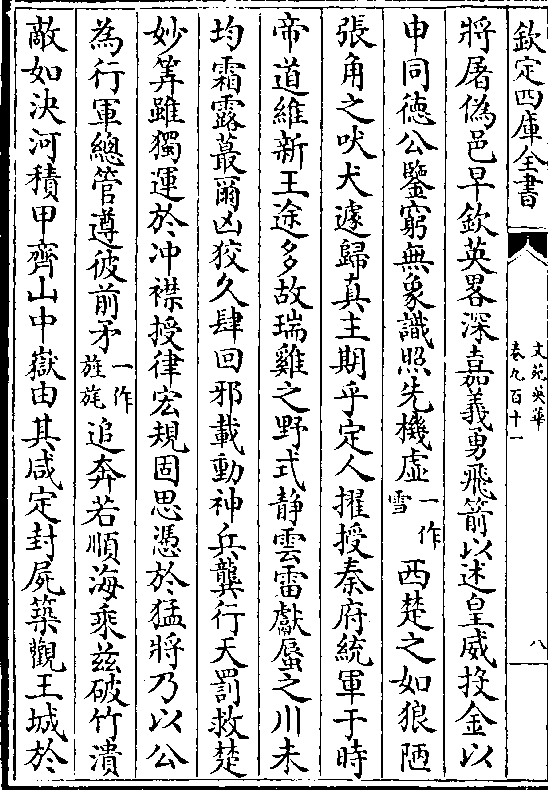 欽定四庫全書
文苑英華
卷九百十一
八
將屠偽邑早欽英畧深嘉義勇飛箭以述皇威投金以
申同徳公鑒窮無象識照先機虛一作雪西楚之如狼陋
張角之吠犬遽歸真主期乎定人擢授秦府統軍于時
帝道維新王途多故瑞雞之野式靜雲雷獻蜃之川未
均霜露蕞爾凶狡久肆回邪載動神兵龔行天罰救楚
妙筭雖獨運於冲襟授律宏規固思憑於猛將乃以公
為行軍總管遵彼前矛一作旌旄追奔若順海乘兹破竹潰
敵如決河積甲齊山中嶽由其咸定封屍築觀王城於